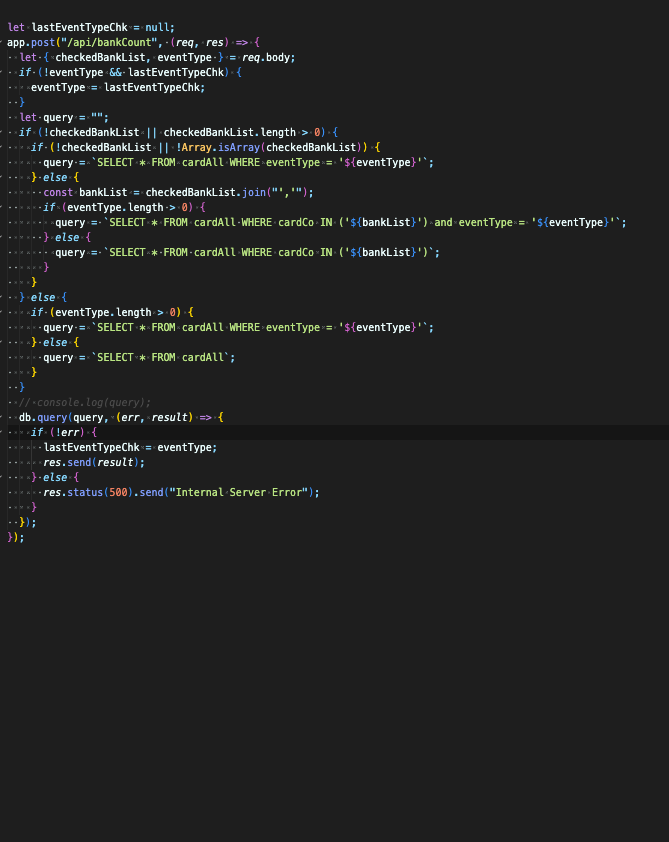 let lastEventTypeChk = null;
app.post("/api/bankCount", (req, res) => {
  let { checkedBankList, eventType } = req.body;
  if (!eventType && lastEventTypeChk) {
    eventType = lastEventTypeChk;
  }
  let query = "";
  if (!checkedBankList || checkedBankList.length > 0) {
    if (!checkedBankList || !Array.isArray(checkedBankList)) {
      query = `SELECT * FROM cardAll WHERE eventType = '${eventType}'`;
    } else {
      const bankList = checkedBankList.join("','");
      if (eventType.length > 0) {
        query = `SELECT * FROM cardAll WHERE cardCo IN ('${bankList}') and eventType = '${eventType}'`;
      } else {
        query = `SELECT * FROM cardAll WHERE cardCo IN ('${bankList}')`;
      }
    }
  } else {
    if (eventType.length > 0) {
      query = `SELECT * FROM cardAll WHERE eventType = '${eventType}'`;
    } else {
      query = `SELECT * FROM cardAll`;
    }
  }
  // console.log(query);
  db.query(query, (err, result) => {
    if (!err) {
      lastEventTypeChk = eventType;
      res.send(result);
    } else {
      res.status(500).send("Internal Server Error");
    }
  });
});